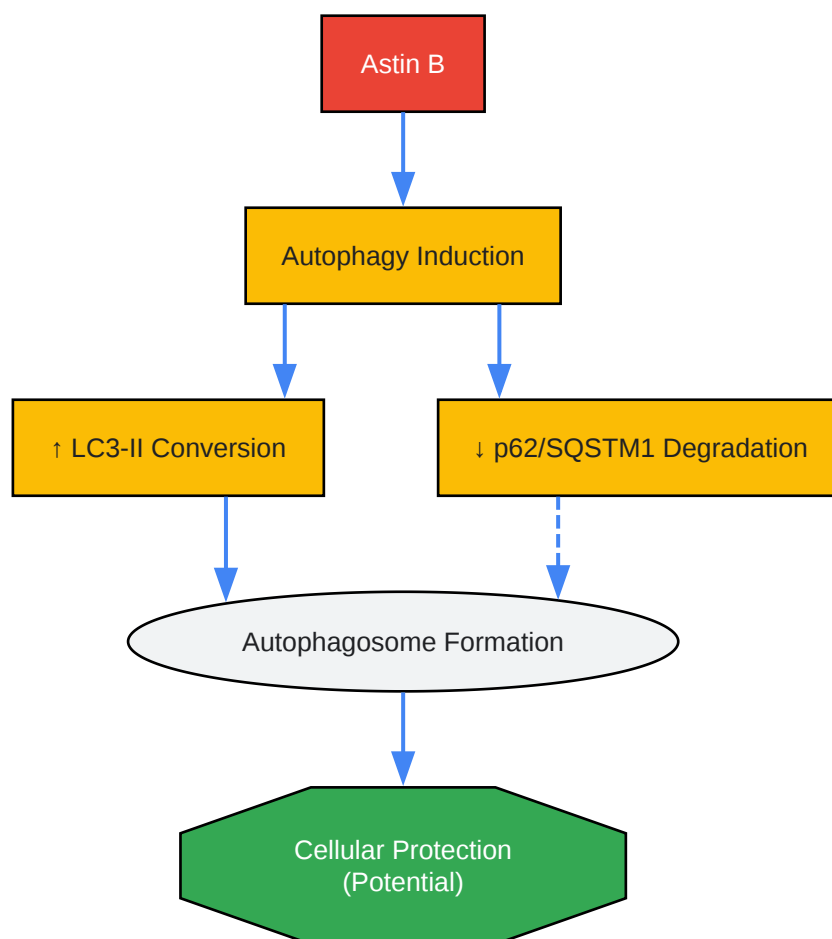 Astin B
Autophagy Induction
↑ LC3-II Conversion
↓ p62/SQSTM1 Degradation
Autophagosome Formation
Cellular Protection
(Potential)